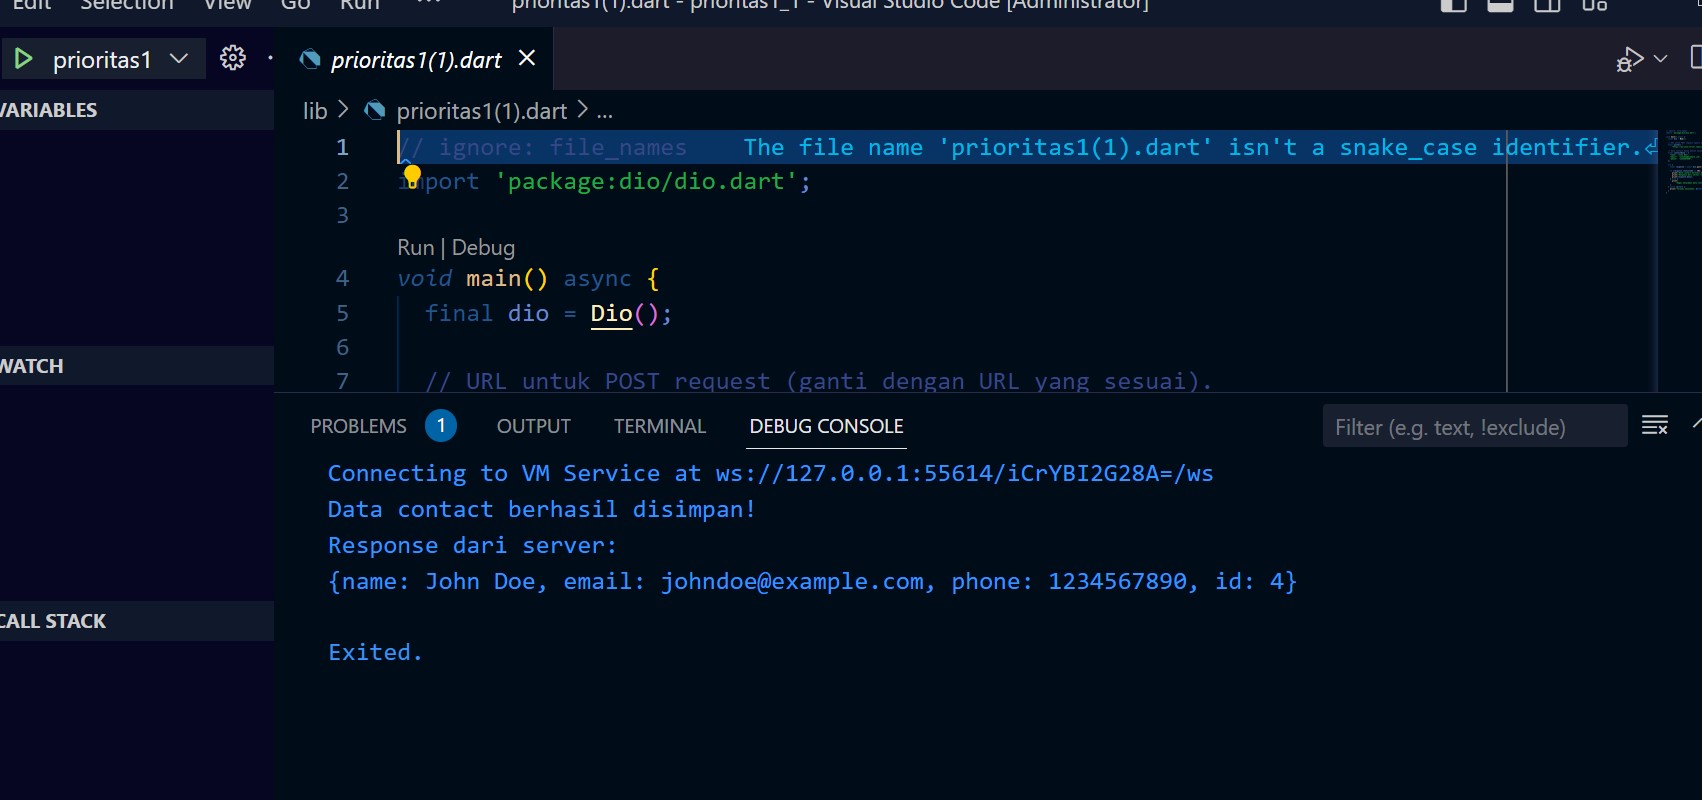 Edit Selection View Go Run ...
prioritas1(1).dart - prioritas1_1 - Visual Studio Code [Administrator]
prioritas1
prioritas1(1).dart
VARIABLES
lib > prioritas1(1).dart > ...
1 // ignore: file_names The file name 'prioritas1(1).dart' isn't a snake_case identifier.
2 import 'package:dio/dio.dart';
3
Run | Debug
4 void main() async {
5 final dio = Dio();
6
7 // URL untuk POST request (ganti dengan URL yang sesuai).
WATCH
PROBLEMS 1 OUTPUT TERMINAL DEBUG CONSOLE Filter (e.g. text, !exclude)
Connecting to VM Service at ws://127.0.0.1:55614/iCrYBI2G28A=/ws
Data contact berhasil disimpan!
Response dari server:
{name: John Doe, email: johndoe@example.com, phone: 1234567890, id: 4}
CALL STACK
Exited.